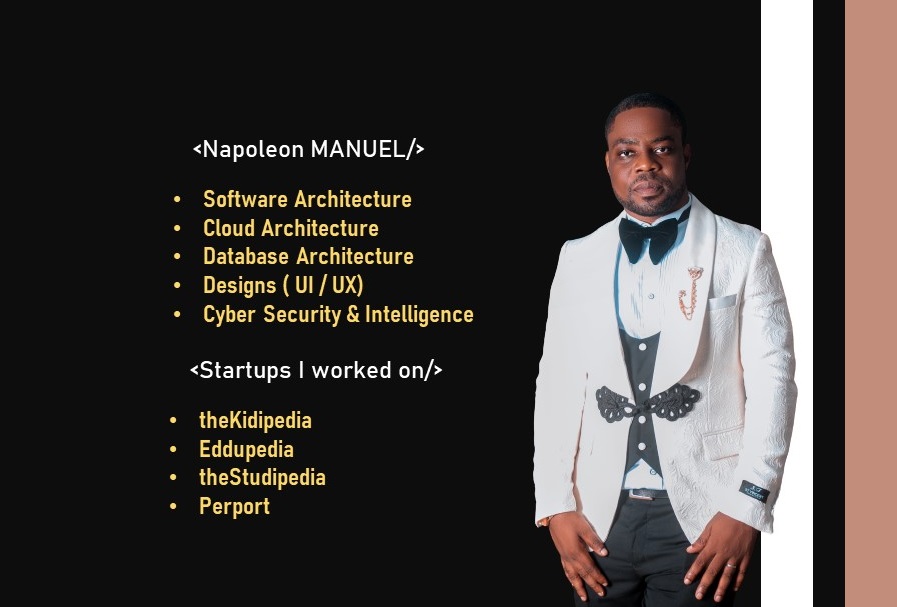 <Napoleon MANUEL/>
• Software Architecture
• Cloud Architecture
• Database Architecture
• Designs ( UI / UX)
• Cyber Security & Intelligence
<Startups I worked on/>
• theKidipedia
• Eddupedia
• theStudipedia
• Perport